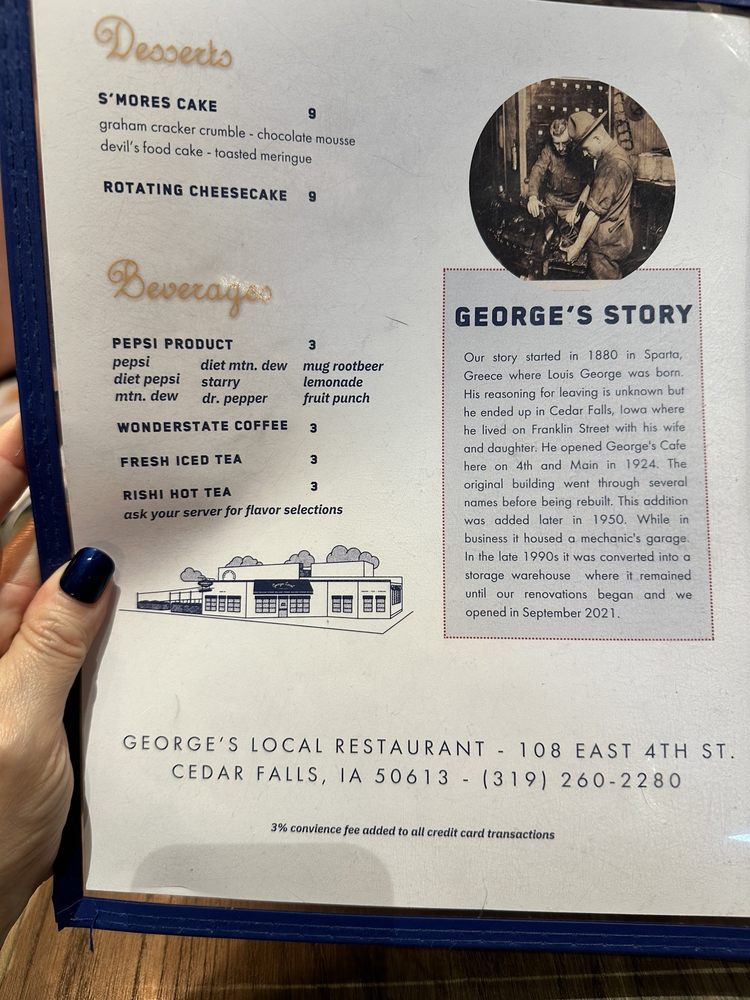 Desserts
S'MORES CAKE 9
graham cracker crumble - chocolate mousse
devil's food cake - toasted meringue
ROTATING CHEESECAKE 9
Beverages
PEPSI PRODUCT 3
pepsi diet mtn. dew mug rootbeer
diet pepsi starry lemonade
mtn. dew dr. pepper fruit punch
WONDERSTATE COFFEE 3
FRESH ICED TEA 3
RISHI HOT TEA 3
ask your server for flavor selections
GEORGE'S STORY
Our story started in 1880 in Sparta,
Greece where Louis George was born.
His reasoning for leaving is unknown but
he ended up in Cedar Falls, Iowa where
he lived on Franklin Street with his wife
and daughter. He opened George's Cafe
here on 4th and Main in 1924. The
original building went through several
names before being rebuilt. This addition
was added later in 1950. While in
business it housed a mechanic's garage.
In the late 1990s it was converted into a
storage warehouse where it remained
until our renovations began and we
opened in September 2021.
GEORGE'S LOCAL RESTAURANT - 108 EAST 4TH ST.
CEDAR FALLS, IA 50613 - (319) 260-2280
3% convience fee added to all credit card transactions